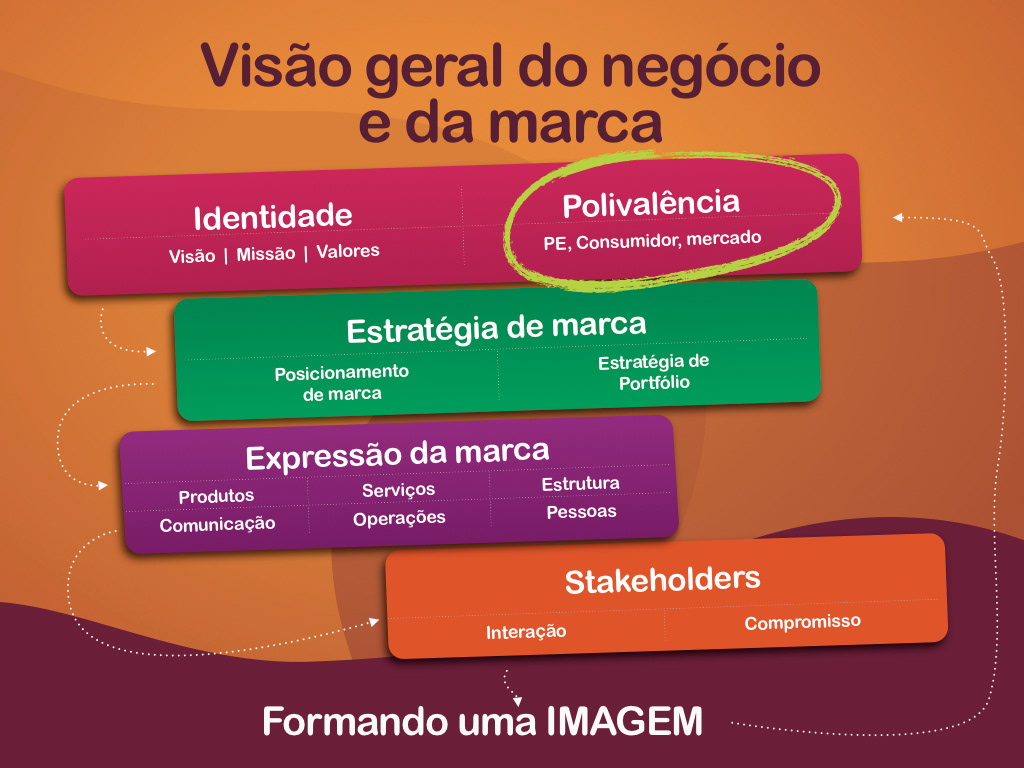 Visão geral do negócio
e da marca
Identidade
Visão | Missão | Valores
Polivalência
PE, Consumidor, mercado
Estratégia de marca
Posicionamento
de marca
Estratégia de
Portfólio
Expressão da marca
Produtos
Serviços
Estrutura
Comunicação
Operações
Pessoas
Stakeholders
Interação
Compromisso
Formando uma IMAGEM